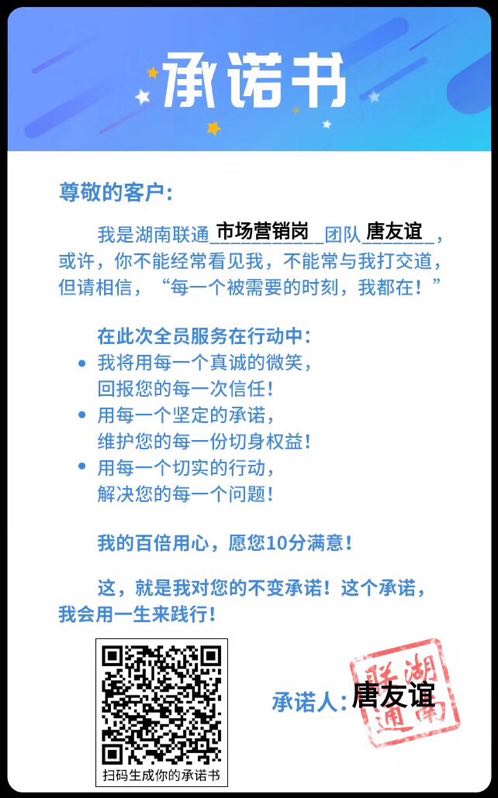 承诺书
尊敬的客户：
我是湖南联通市场营销岗团队唐友谊，
或许，你不能经常看见我，不能常与我打交道，
但请相信，“每一个被需要的时刻，我都在！”
在此次全员服务在行动中：
• 我将用每一个真诚的微笑，
回报您的每一次信任！
• 用每一个坚定的承诺，
维护您的每一份切身权益！
• 用每一个切实的行动，
解决您的每一个问题！
我的百倍用心，愿您10分满意！
这，就是我对您的不变承诺！这个承诺，
我会用一生来践行！
扫码生成你的承诺书
承诺人：唐友谊
湖南
联通